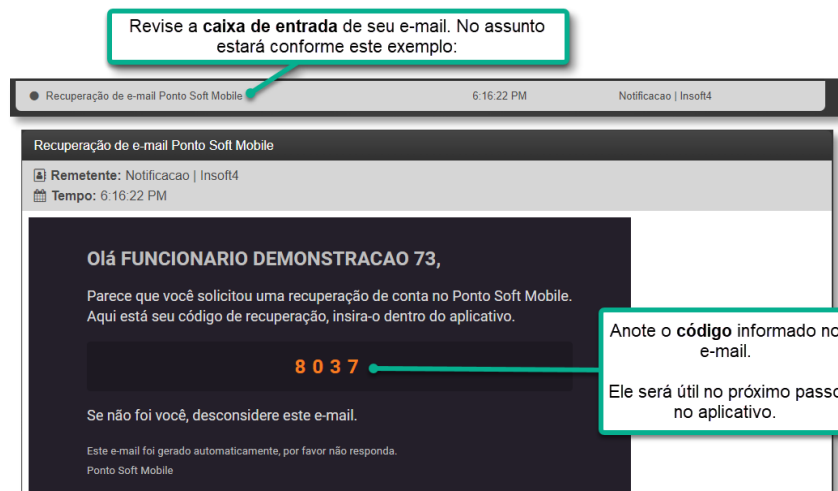 Revise a caixa de entrada de seu e-mail. No assunto
estará conforme este exemplo:
Recuperação de e-mail Ponto Soft Mobile 6:16:22 PM Notificacao | Insoft4
Recuperação de e-mail Ponto Soft Mobile
Remetente: Notificacao | Insoft4
Tempo: 6:16:22 PM
Olá FUNCIONARIO DEMONSTRACAO 73,
Parece que você solicitou uma recuperação de conta no Ponto Soft Mobile.
Aqui está seu código de recuperação, insira-o dentro do aplicativo.
8037
Anote o código informado no
e-mail.
Ele será útil no próximo passo
no aplicativo.
Se não foi você, desconsidere este e-mail.
Este e-mail foi gerado automaticamente, por favor não responda.
Ponto Soft Mobile